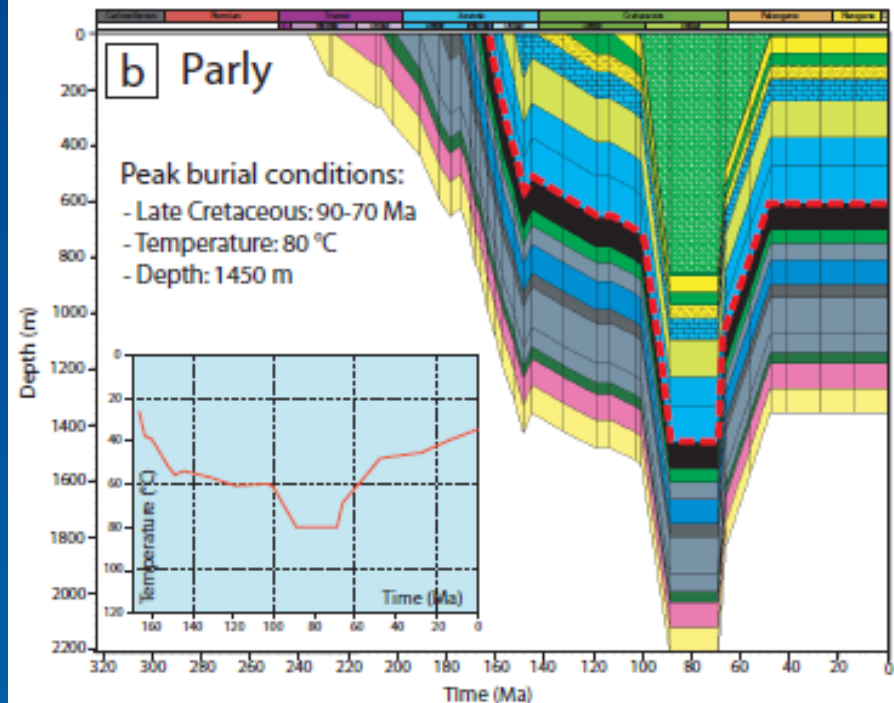 Carboniferous Permian Triassic Jurassic Cretaceous Paleogene Neogene
b Parly
Peak burial conditions:
- Late Cretaceous: 90-70 Ma
- Temperature: 80 ºC
- Depth: 1450 m
Depth (m)
0
200
400
600
800
1000
1200
1400
1600
1800
2000
2200
Temperature (°C)
0
20
40
60
80
100
120
Time (Ma)
160 140 120 100 80 60 40 20 0
320 300 280 260 240 220 200 180 160 140 120 100 80 60 40 20 0
Time (Ma)